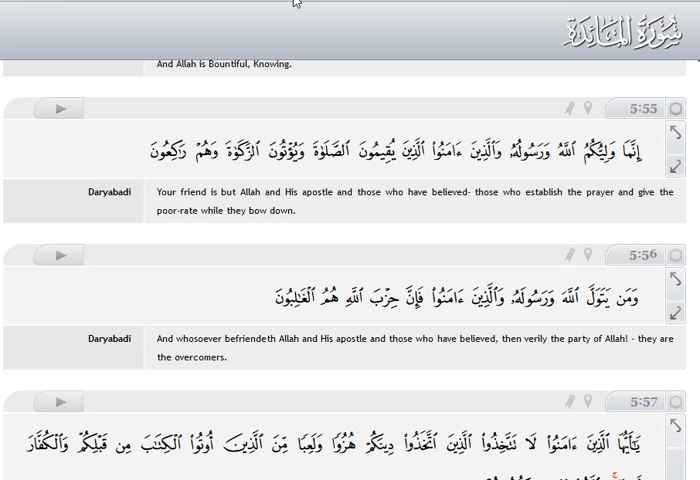 سُورَةُ المَائِدَة
And Allah is Bountiful, Knowing.
5:55
إِنَّمَا وَلِيُّكُمُ ٱللَّهُ وَرَسُولُهُۥ وَٱلَّذِينَ ءَامَنُوا۟ ٱلَّذِينَ يُقِيمُونَ ٱلصَّلَوٰةَ وَيُؤْتُونَ ٱلزَّكَوٰةَ وَهُمْ رَٰكِعُونَ
Daryabadi
Your friend is but Allah and His apostle and those who have believed- those who establish the prayer and give the
poor-rate while they bow down.
5:56
وَمَن يَتَوَلَّ ٱللَّهَ وَرَسُولَهُۥ وَٱلَّذِينَ ءَامَنُوا۟ فَإِنَّ حِزْبَ ٱللَّهِ هُمُ ٱلْغَٰلِبُونَ
Daryabadi
And whosoever befriendeth Allah and His apostle and those who have believed, then verily the party of Allah! - they are
the overcomers.
5:57
يَٰٓأَيُّهَا ٱلَّذِينَ ءَامَنُوا۟ لَا تَتَّخِذُوا۟ ٱلَّذِينَ ٱتَّخَذُوا۟ دِينَكُمْ هُزُوًا وَلَعِبًا مِّنَ ٱلَّذِينَ أُوتُوا۟ ٱلْكِتَٰبَ مِن قَبْلِكُمْ وَٱلْكُفَّارَ